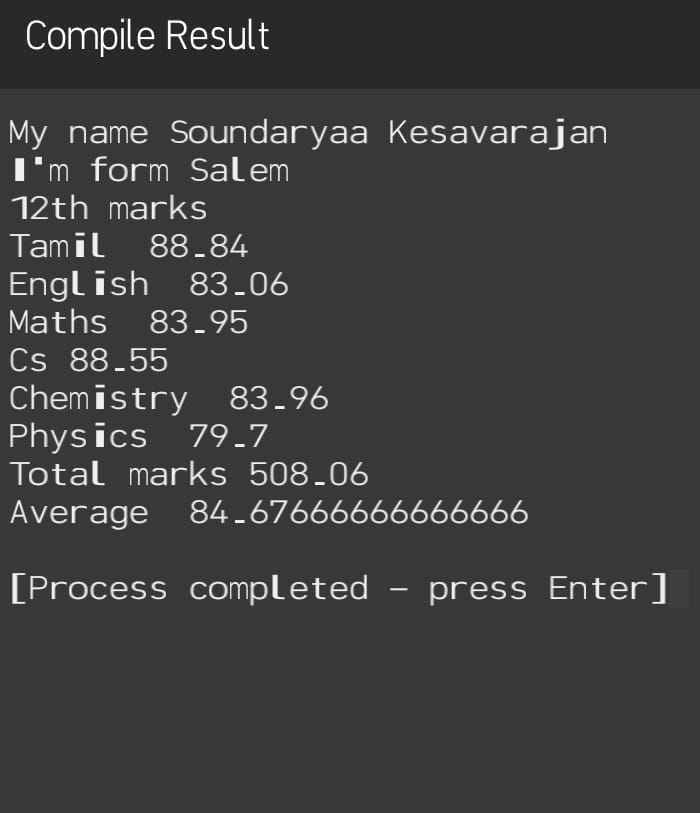 Compile Result
My name Soundaryaa Kesavarajan
I'm form Salem
12th marks
Tamil  88.84
English  83.06
Maths  83.95
Cs 88.55
Chemistry  83.96
Physics  79.7
Total marks 508.06
Average  84.67666666666666
[Process completed - press Enter]